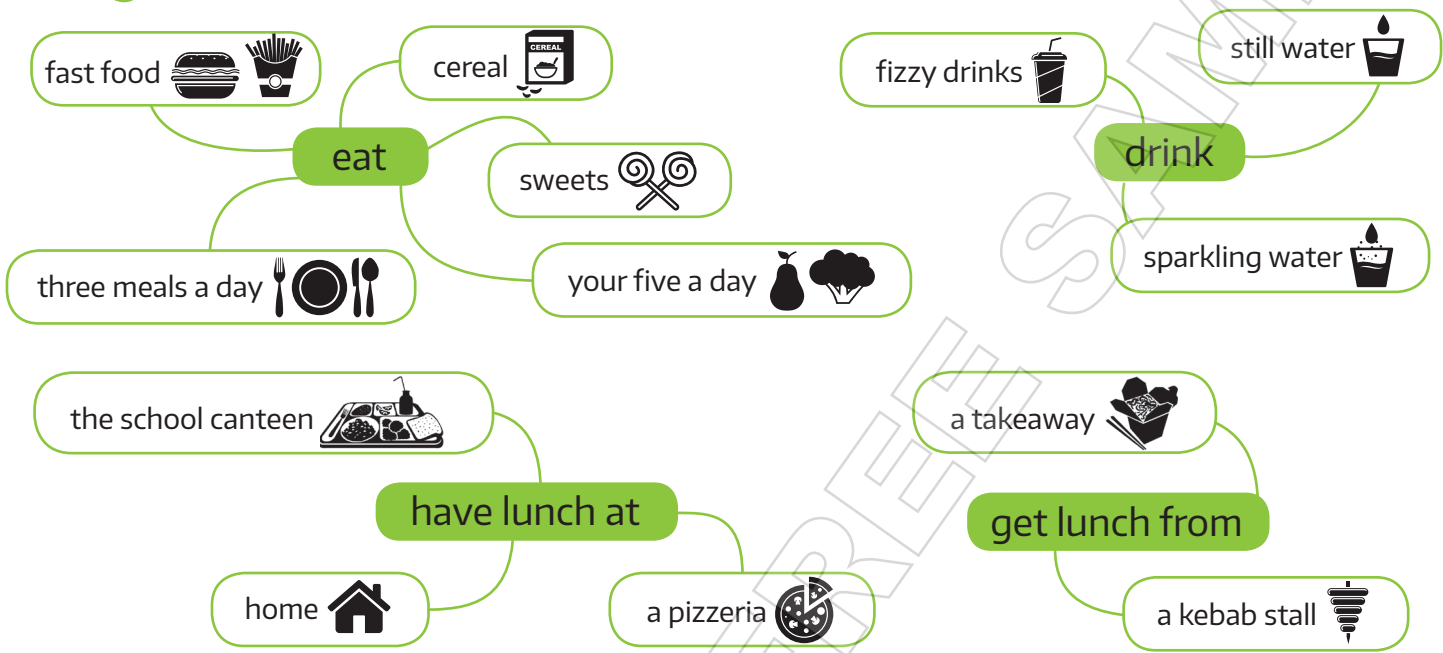 fast food
cereal
CEREAL
eat
sweets
three meals a day
your five a day
fizzy drinks
still water
drink
sparkling water
the school canteen
have lunch at
home
a pizzeria
a takeaway
get lunch from
a kebab stall
FREE SAM